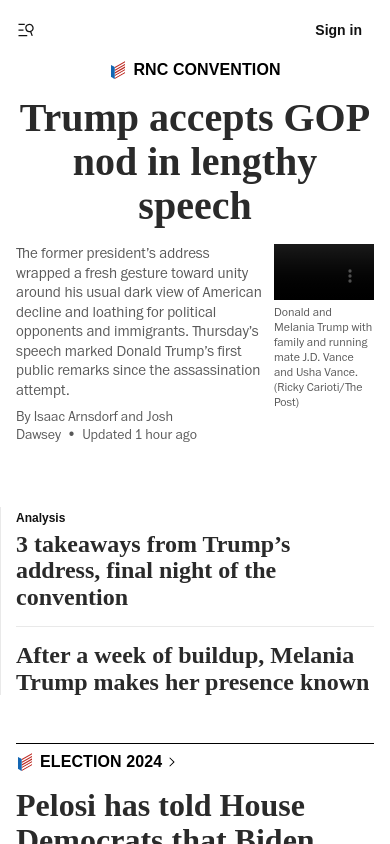 Sign in
RNC CONVENTION
Trump accepts GOP
nod in lengthy
speech
The former president's address
wrapped a fresh gesture toward unity
around his usual dark view of American
decline and loathing for political
opponents and immigrants. Thursday's
speech marked Donald Trump's first
public remarks since the assassination
attempt.
By Isaac Arnsdorf and Josh
Dawsey • Updated 1 hour ago
Donald and
Melania Trump with
family and running
mate J.D. Vance
and Usha Vance.
(Ricky Carioti/The
Post)
Analysis
3 takeaways from Trump's
address, final night of the
convention
After a week of buildup, Melania
Trump makes her presence known
ELECTION 2024
Pelosi has told House
Democrats that Biden